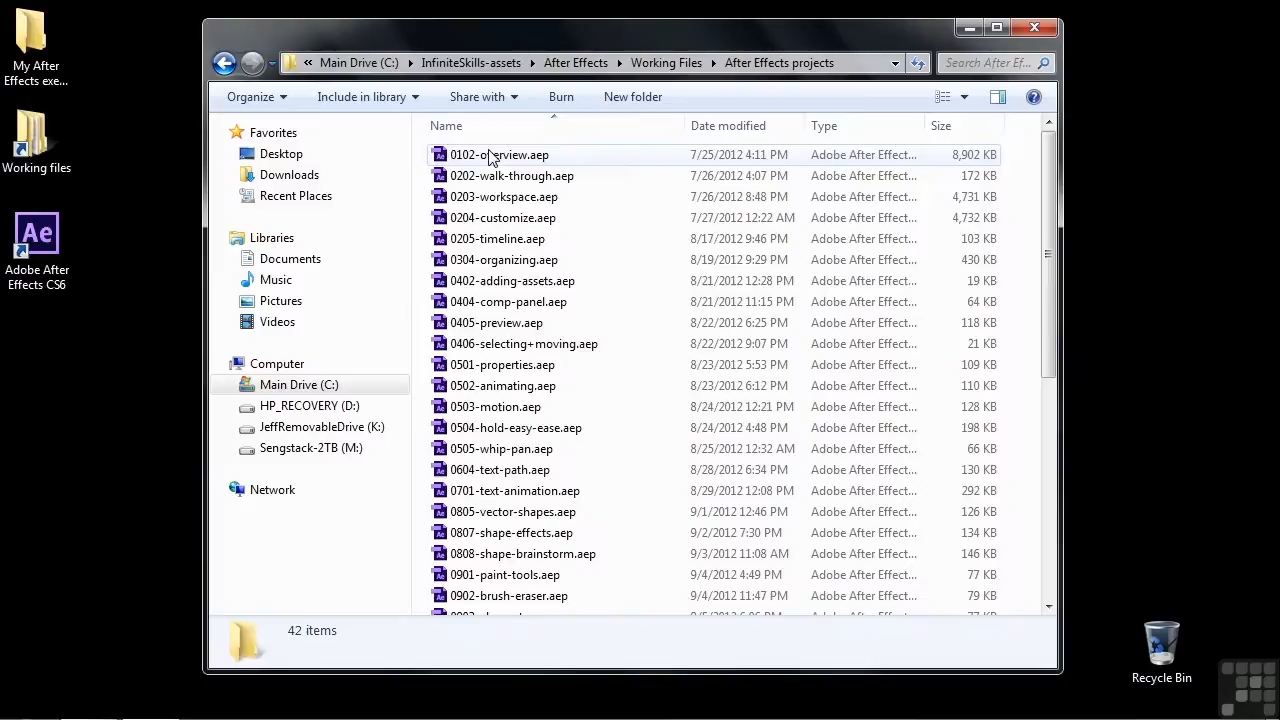 My After
Effects exe...
Working files
Ae
Adobe After
Effects CS6
« Main Drive (C:) InfiniteSkills-assets After Effects Working Files After Effects projects
Search After Ef...
Organize Include in library Share with Burn New folder
Favorites
Desktop
Downloads
Recent Places
Libraries
Documents
Music
Pictures
Videos
Computer
Main Drive (C:)
HP_RECOVERY (D:)
JeffRemovableDrive (K:)
Sengstack-2TB (M:)
Network
Name Date modified Type Size
0102-overview.aep 7/25/2012 4:11 PM Adobe After Effect... 8,902 KB
0202-walk-through.aep 7/26/2012 4:07 PM Adobe After Effect... 172 KB
0203-workspace.aep 7/26/2012 8:48 PM Adobe After Effect... 4,731 KB
0204-customize.aep 7/27/2012 12:22 AM Adobe After Effect... 4,732 KB
0205-timeline.aep 8/17/2012 9:46 PM Adobe After Effect... 103 KB
0304-organizing.aep 8/19/2012 9:29 PM Adobe After Effect... 430 KB
0402-adding-assets.aep 8/21/2012 12:28 PM Adobe After Effect... 19 KB
0404-comp-panel.aep 8/21/2012 11:15 PM Adobe After Effect... 64 KB
0405-preview.aep 8/22/2012 6:25 PM Adobe After Effect... 118 KB
0406-selecting+moving.aep 8/22/2012 9:07 PM Adobe After Effect... 21 KB
0501-properties.aep 8/23/2012 5:53 PM Adobe After Effect... 109 KB
0502-animating.aep 8/23/2012 6:12 PM Adobe After Effect... 110 KB
0503-motion.aep 8/24/2012 12:21 PM Adobe After Effect... 128 KB
0504-hold-easy-ease.aep 8/24/2012 4:48 PM Adobe After Effect... 198 KB
0505-whip-pan.aep 8/25/2012 12:32 AM Adobe After Effect... 66 KB
0604-text-path.aep 8/28/2012 6:34 PM Adobe After Effect... 130 KB
0701-text-animation.aep 8/29/2012 12:08 PM Adobe After Effect... 292 KB
0805-vector-shapes.aep 9/1/2012 12:46 PM Adobe After Effect... 126 KB
0807-shape-effects.aep 9/2/2012 7:30 PM Adobe After Effect... 134 KB
0808-shape-brainstorm.aep 9/3/2012 11:08 AM Adobe After Effect... 146 KB
0901-paint-tools.aep 9/4/2012 4:49 PM Adobe After Effect... 77 KB
0902-brush-eraser.aep 9/4/2012 11:47 PM Adobe After Effect... 79 KB
42 items
Recycle Bin